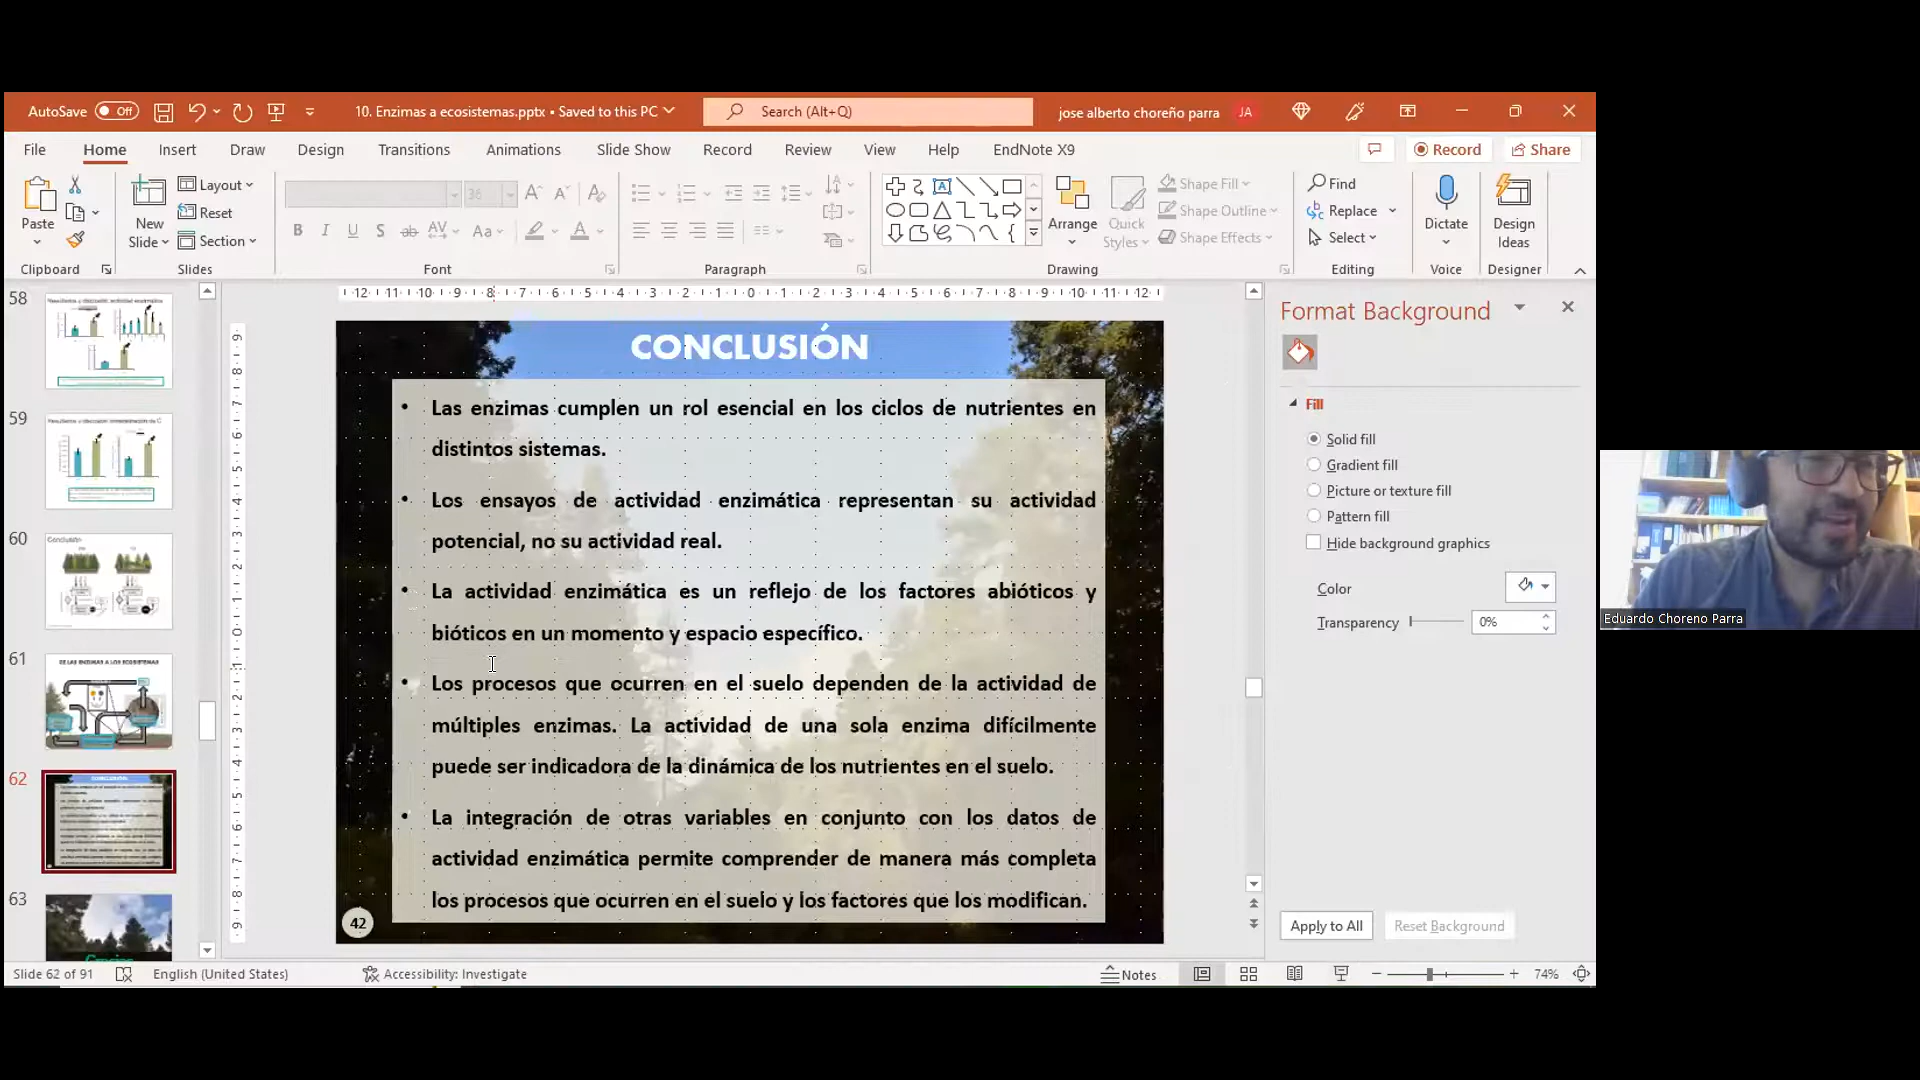 AutoSave Off 10. Enzimas a ecosistemas.pptx • Saved to this PC Search (Alt+Q) jose alberto choreño parra JA
File Home Insert Draw Design Transitions Animations Slide Show Record Review View Help EndNote X9 Record Share
Paste New Slide Layout Reset Section 36 Arrange Quick Styles Shape Fill Shape Outline Shape Effects Find Replace Select Dictate Design Ideas
Clipboard Slides Font Paragraph Drawing Editing Voice Designer
58
59
60
Conclusión
61
DE LAS ENZIMAS A LOS ECOSISTEMAS
62
CONCLUSIÓN
63
Gracias
CONCLUSIÓN
• Las enzimas cumplen un rol esencial en los ciclos de nutrientes en
distintos sistemas.
• Los ensayos de actividad enzimática representan su actividad
potencial, no su actividad real.
• La actividad enzimática es un reflejo de los factores abióticos y
bióticos en un momento y espacio específico.
• Los procesos que ocurren en el suelo dependen de la actividad de
múltiples enzimas. La actividad de una sola enzima difícilmente
puede ser indicadora de la dinámica de los nutrientes en el suelo.
• La integración de otras variables en conjunto con los datos de
actividad enzimática permite comprender de manera más completa
los procesos que ocurren en el suelo y los factores que los modifican.
42
Format Background
Fill
Solid fill
Gradient fill
Picture or texture fill
Pattern fill
Hide background graphics
Color
Transparency 0%
Apply to All Reset Background
Slide 62 of 91 English (United States) Accessibility: Investigate Notes 74%
Eduardo Choreno Parra